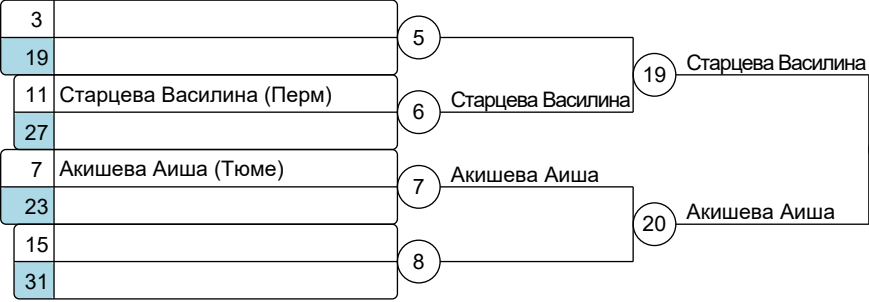 3
5
19
11 Старцева Василина (Перм)
6 Старцева Василина
27
19 Старцева Василина
7 Акишева Аиша (Тюме)
7 Акишева Аиша
23
15
8
31
20 Акишева Аиша